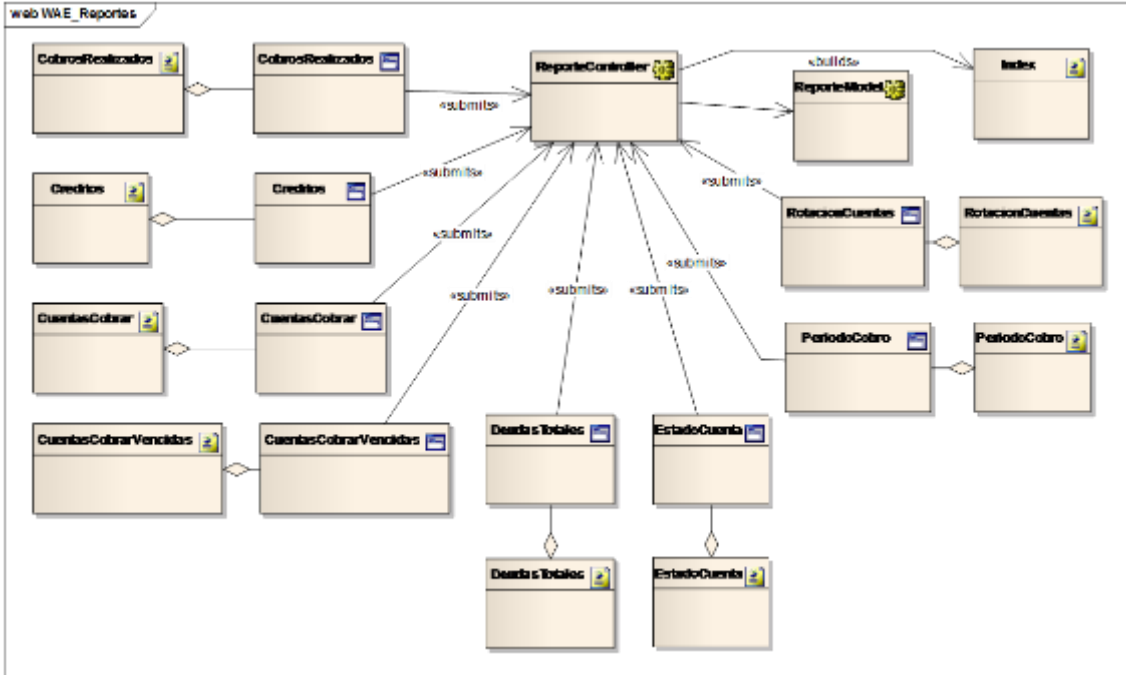 web WAE_Reportes
CobrosRealizados
CobrosRealizados
ReporteController
«builds»
Index
ReporteModel
«submits»
Creditos
Creditos
«submits»
«submits»
RotacionCuentas
RotacionCuentas
«submits»
«submits»
«submits»
«submits»
«submits»
CuentasCobrar
CuentasCobrar
PeriodoCobro
PeriodoCobro
CuentasCobrarVencidas
CuentasCobrarVencidas
DeudasTotales
EstadoCuenta
DeudasTotales
EstadoCuenta